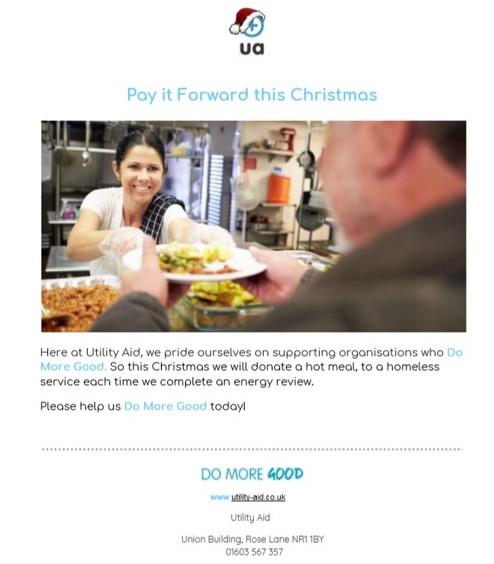 ua
Pay it Forward this Christmas
Here at Utility Aid, we pride ourselves on supporting organisations who Do
More Good. So this Christmas we will donate a hot meal, to a homeless
service each time we complete an energy review.
Please help us Do More Good today!
DO MORE GOOD
www utility-aid.co.uk
Utility Aid
Union Building, Rose Lane NR1 1BY
01603 567 357